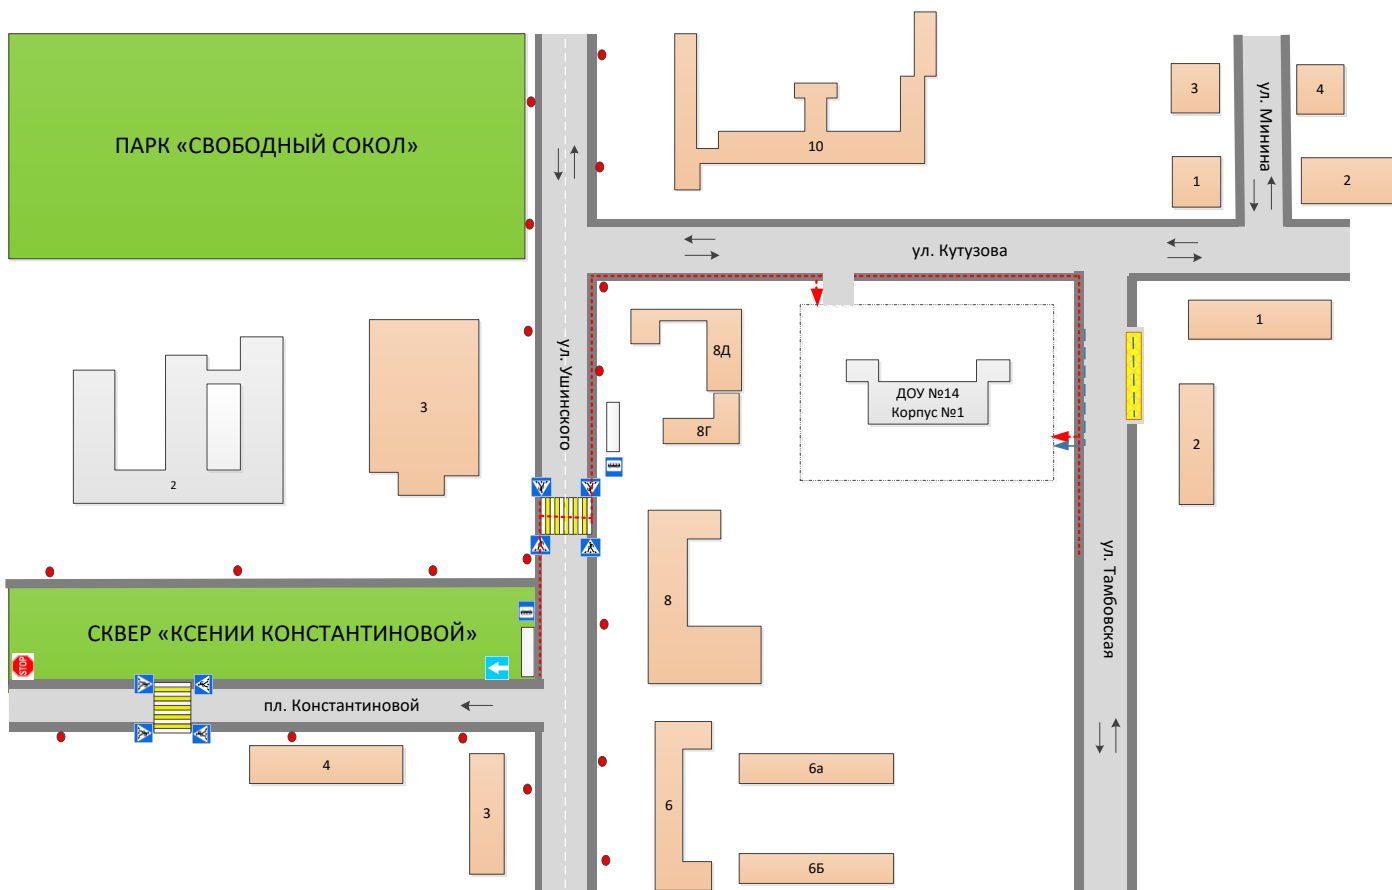 ПАРК «СВОБОДНЫЙ СОКОЛ»
10
3
4
ул. Минина
1
2
ул. Кутузова
1
8Д
ул. Ушинского
3
ДОУ №14
Корпус №1
8Г
2
2
ул. Тамбовская
8
СКВЕР «КСЕНИИ КОНСТАНТИНОВОЙ»
STOP
пл. Константиновой
4
3
6а
6
6Б